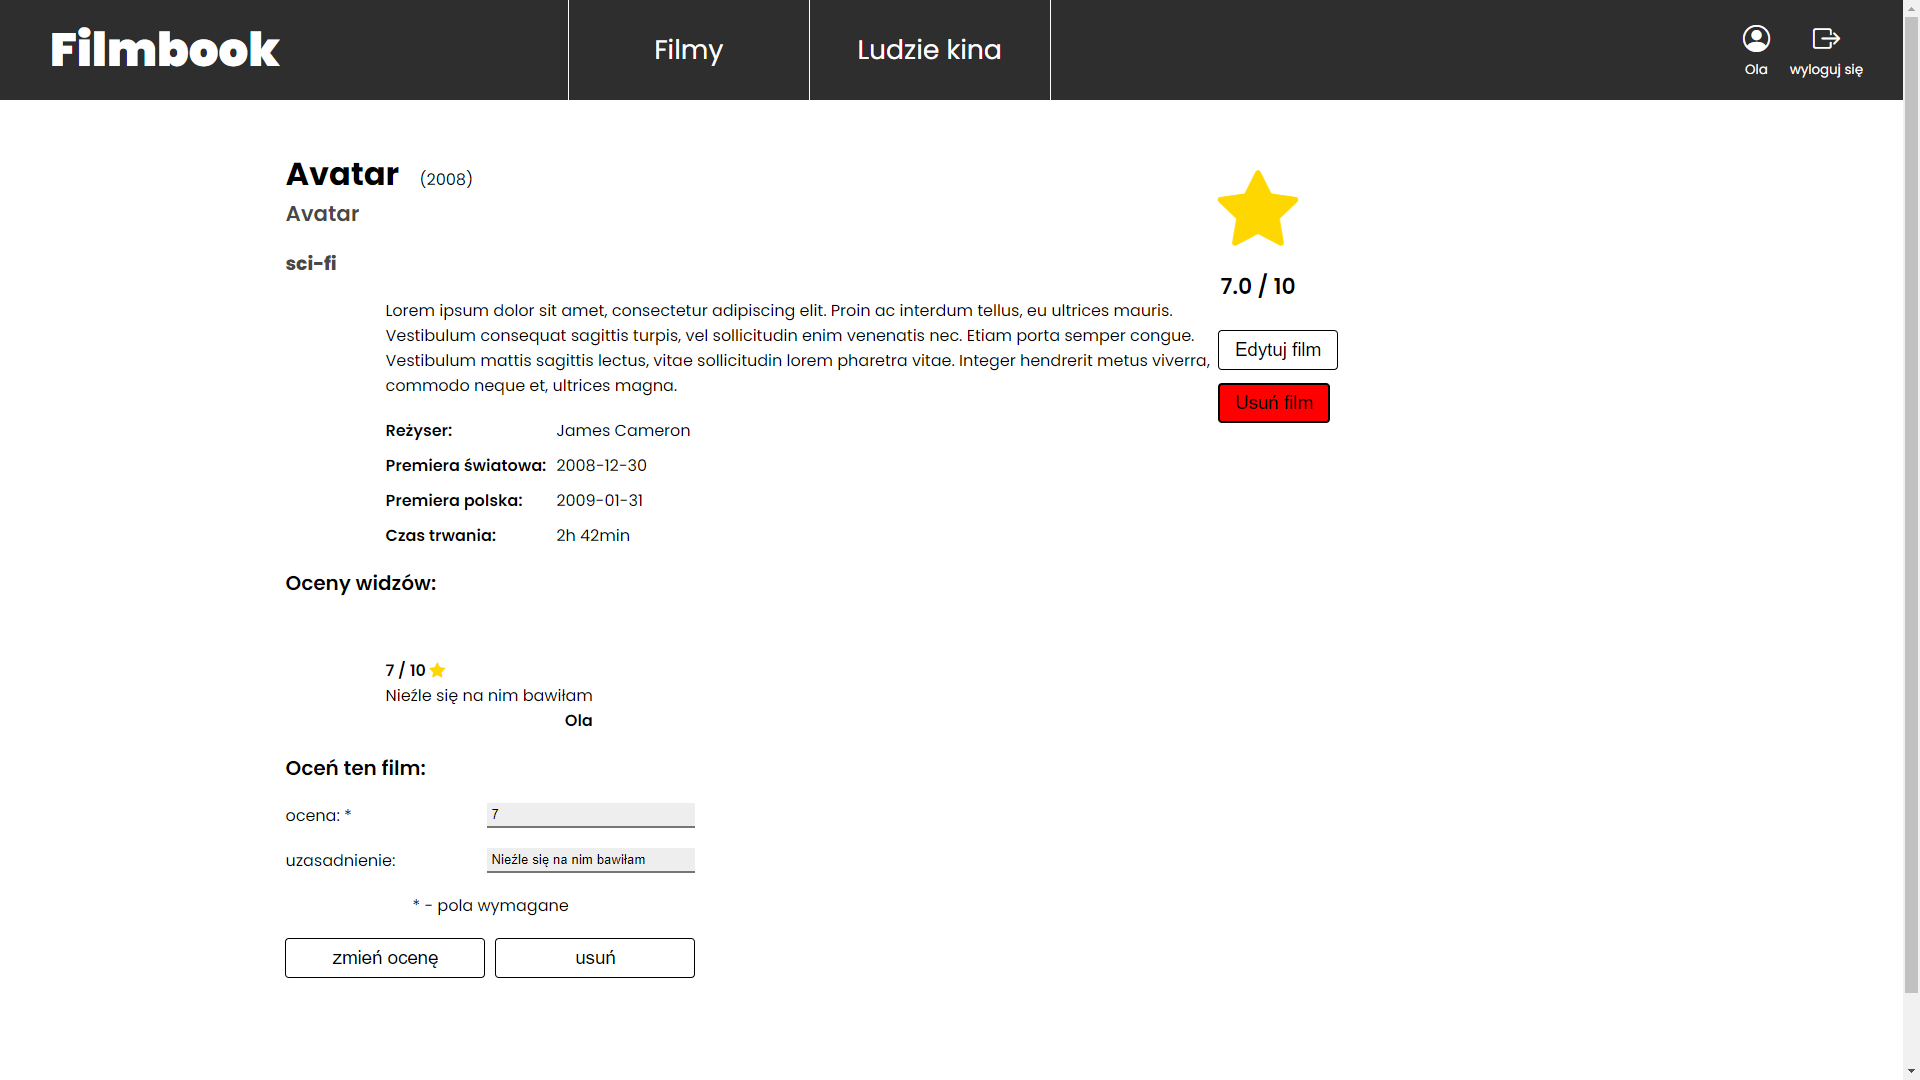 Filmbook
Filmy
Ludzie kina
Ola
wyloguj się
Avatar (2008)
Avatar
sci-fi
7.0 / 10
Lorem ipsum dolor sit amet, consectetur adipiscing elit. Proin ac interdum tellus, eu ultrices mauris.
Vestibulum consequat sagittis turpis, vel sollicitudin enim venenatis nec. Etiam porta semper congue.
Vestibulum mattis sagittis lectus, vitae sollicitudin lorem pharetra vitae. Integer hendrerit metus viverra,
commodo neque et, ultrices magna.
Edytuj film
Usuń film
Reżyser: James Cameron
Premiera światowa: 2008-12-30
Premiera polska: 2009-01-31
Czas trwania: 2h 42min
Oceny widzów:
7 / 10
Nieźle się na nim bawiłam
Ola
Oceń ten film:
ocena: * 7
uzasadnienie: Nieźle się na nim bawiłam
* - pola wymagane
zmień ocenę
usuń